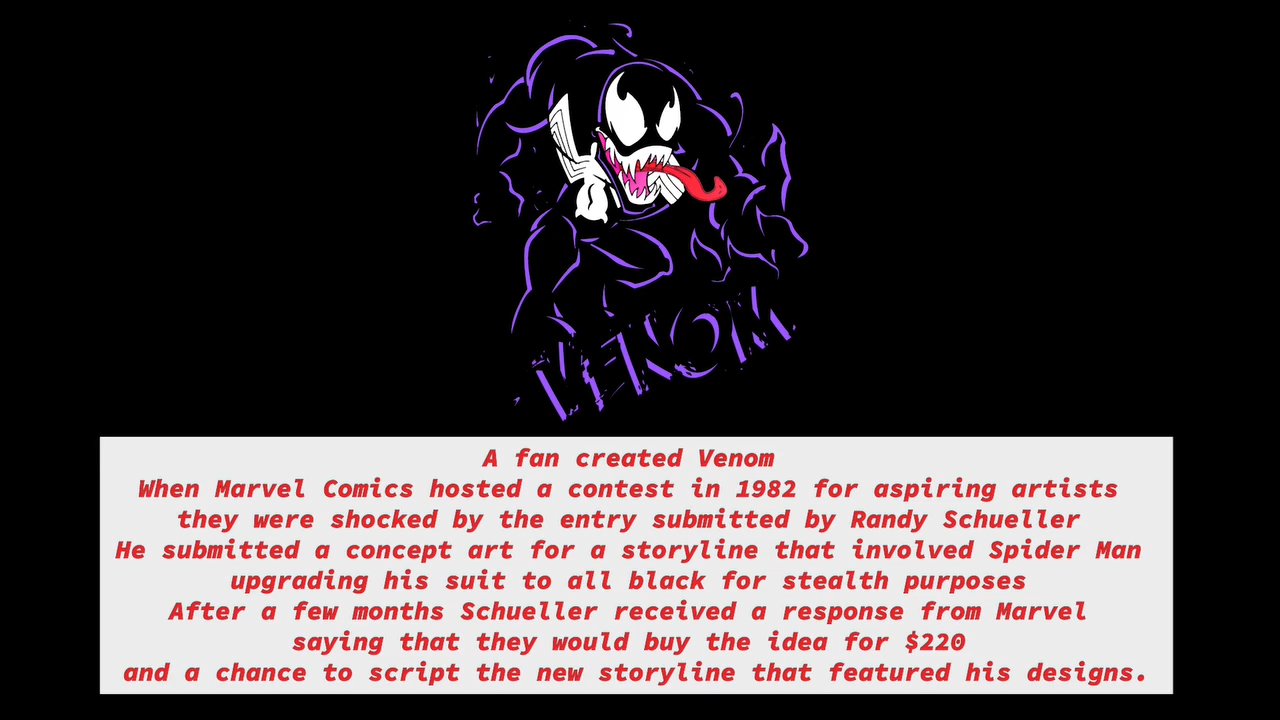 VENOM
A fan created Venom
When Marvel Comics hosted a contest in 1982 for aspiring artists
they were shocked by the entry submitted by Randy Schueller
He submitted a concept art for a storyline that involved Spider Man
upgrading his suit to all black for stealth purposes
After a few months Schueller received a response from Marvel
saying that they would buy the idea for $220
and a chance to script the new storyline that featured his designs.